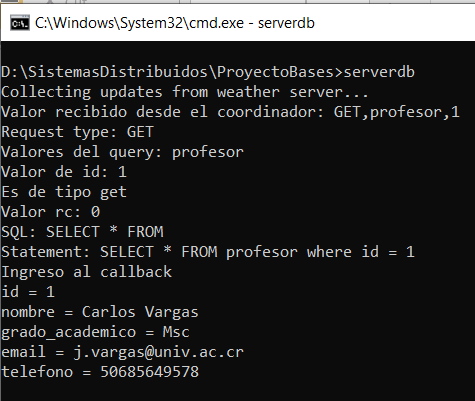 C:\Windows\System32\cmd.exe - serverdb
D:\SistemasDistribuidos\ProyectoBases>serverdb
Collecting updates from weather server...
Valor recibido desde el coordinador: GET,profesor,1
Request type: GET
Valores del query: profesor
Valor de id: 1
Es de tipo get
Valor rc: 0
SQL: SELECT * FROM
Statement: SELECT * FROM profesor where id = 1
Ingreso al callback
id = 1
nombre = Carlos Vargas
grado_academico = Msc
email = j.vargas@univ.ac.cr
telefono = 50685649578